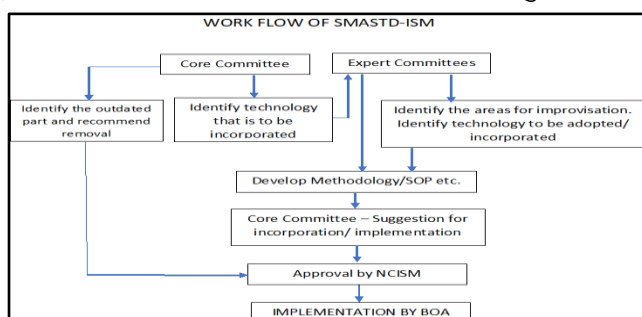 WORK FLOW OF SMASTD-ISM
Core Committee
Expert Committees
Identify the outdated
part and recommend
removal
Identify technology
that is to be
incorporated
Identify the areas for improvisation.
Identify technology to be adopted/
incorporated
Develop Methodology/SOP etc.
Core Committee – Suggestion for
incorporation/ implementation
Approval by NCISM
IMPLEMENTATION BY BOA